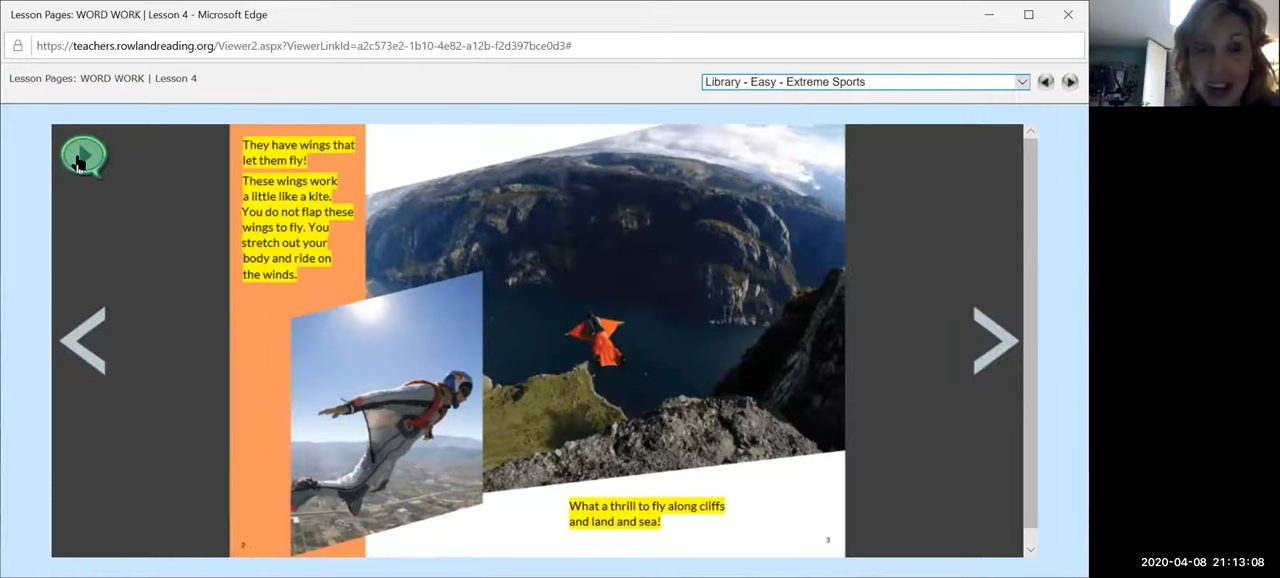 Lesson Pages: WORD WORK | Lesson 4 - Microsoft Edge
https://teachers.rowlandreading.org/Viewer2.aspx?ViewerLinkId=a2c573e2-1b10-4e82-a12b-f2d397bce0d3#
Lesson Pages: WORD WORK | Lesson 4
Library - Easy - Extreme Sports
They have wings that
let them fly!
These wings work
a little like a kite.
You do not flap these
wings to fly. You
stretch out your
body and ride on
the winds.
What a thrill to fly along cliffs
and land and sea!
2
3
2020-04-08 21:13:08